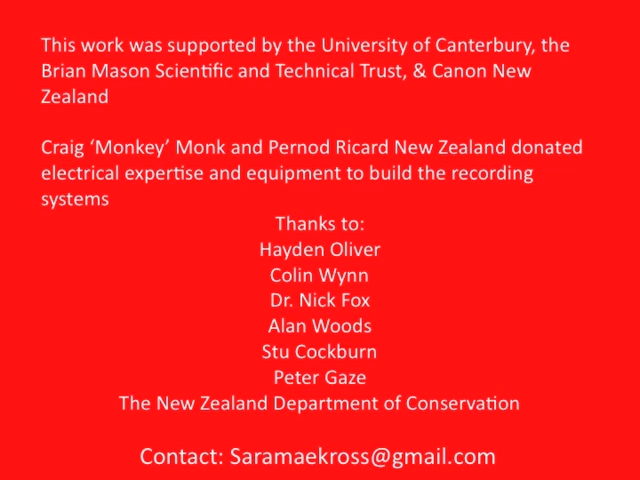 This work was supported by the University of Canterbury, the
Brian Mason Scientific and Technical Trust, & Canon New
Zealand
Craig ‘Monkey’ Monk and Pernod Ricard New Zealand donated
electrical expertise and equipment to build the recording
systems
Thanks to:
Hayden Oliver
Colin Wynn
Dr. Nick Fox
Alan Woods
Stu Cockburn
Peter Gaze
The New Zealand Department of Conservation
Contact: Saramaekross@gmail.com